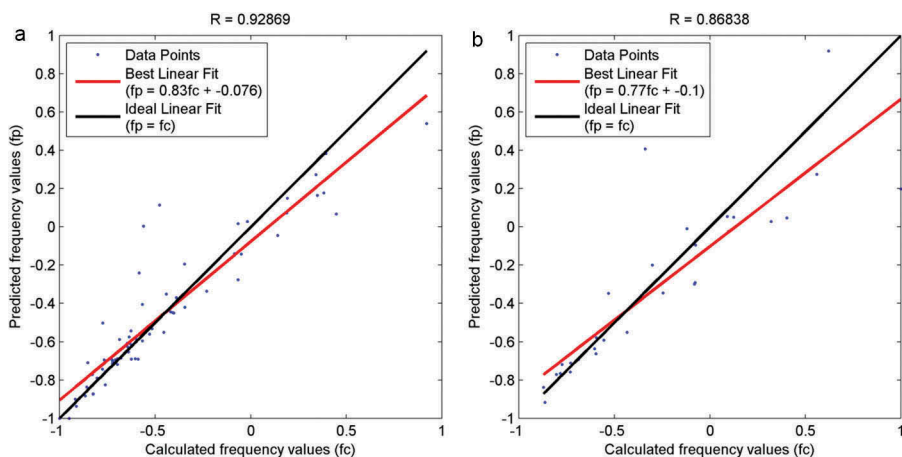 R = 0.92869
a
1
0.8
0.6
0.4
0.2
0
-0.2
-0.4
-0.6
-0.8
-1
Predicted frequency values (fp)
Data Points
Best Linear Fit
(fp = 0.83fc + -0.076)
Ideal Linear Fit
(fp = fc)
-1 -0.5 0 0.5 1
Calculated frequency values (fc)
R = 0.86838
b
1
0.8
0.6
0.4
0.2
0
-0.2
-0.4
-0.6
-0.8
-1
Predicted frequency values (fp)
Data Points
Best Linear Fit
(fp = 0.77fc + -0.1)
Ideal Linear Fit
(fp = fc)
-1 -0.5 0 0.5 1
Calculated frequency values (fc)